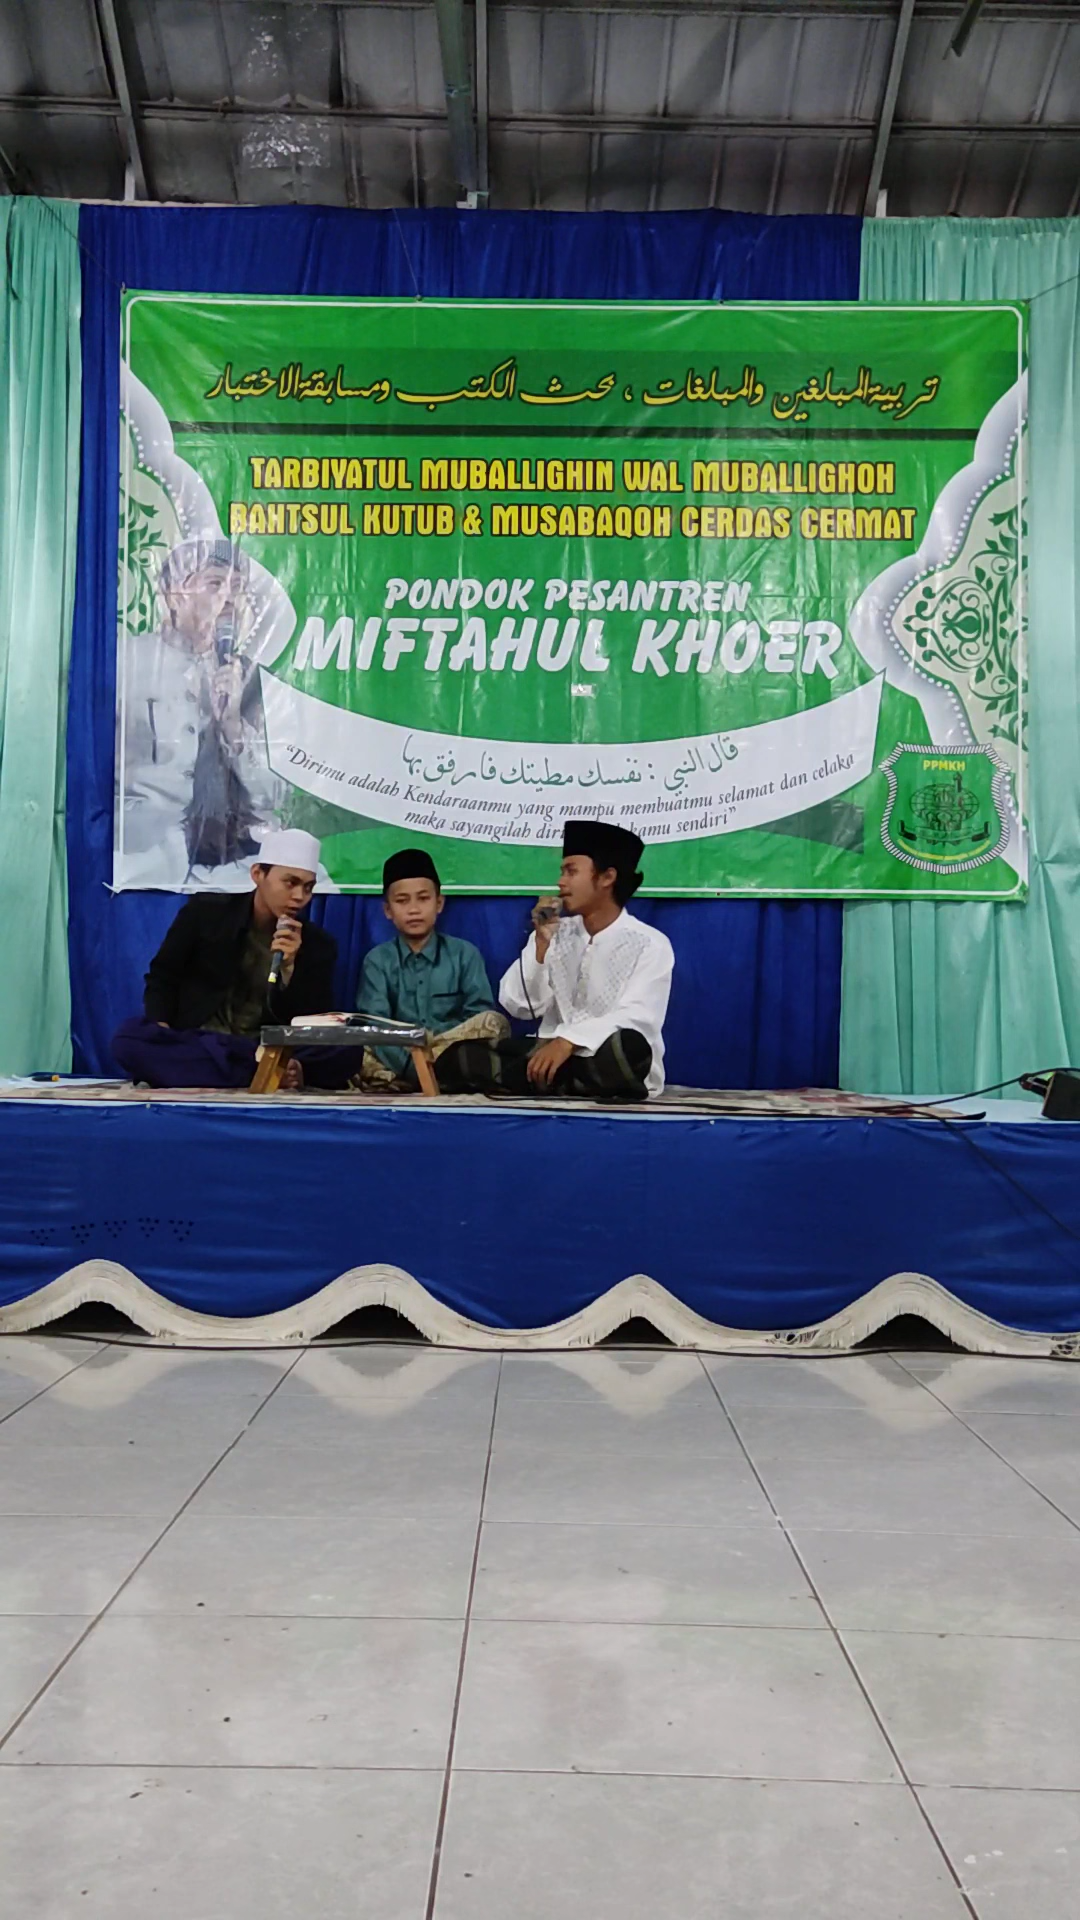 تربية المبلغين والمبلغات ، بحث الكتب ومسابقة الاختبار
TARBIYATUL MUBALLIGHIN WAL MUBALLIGHOH
BAHTSUL KUTUB & MUSABAQOH CERDAS CERMAT
PONDOK PESANTREN
MIFTAHUL KHOER
قال النبي : نفسك مطيتك فارفق بها
“Dirimu adalah Kendaraanmu yang mampu membuatmu selamat dan celaka
maka sayangilah kamu sendiri”
PPMKH